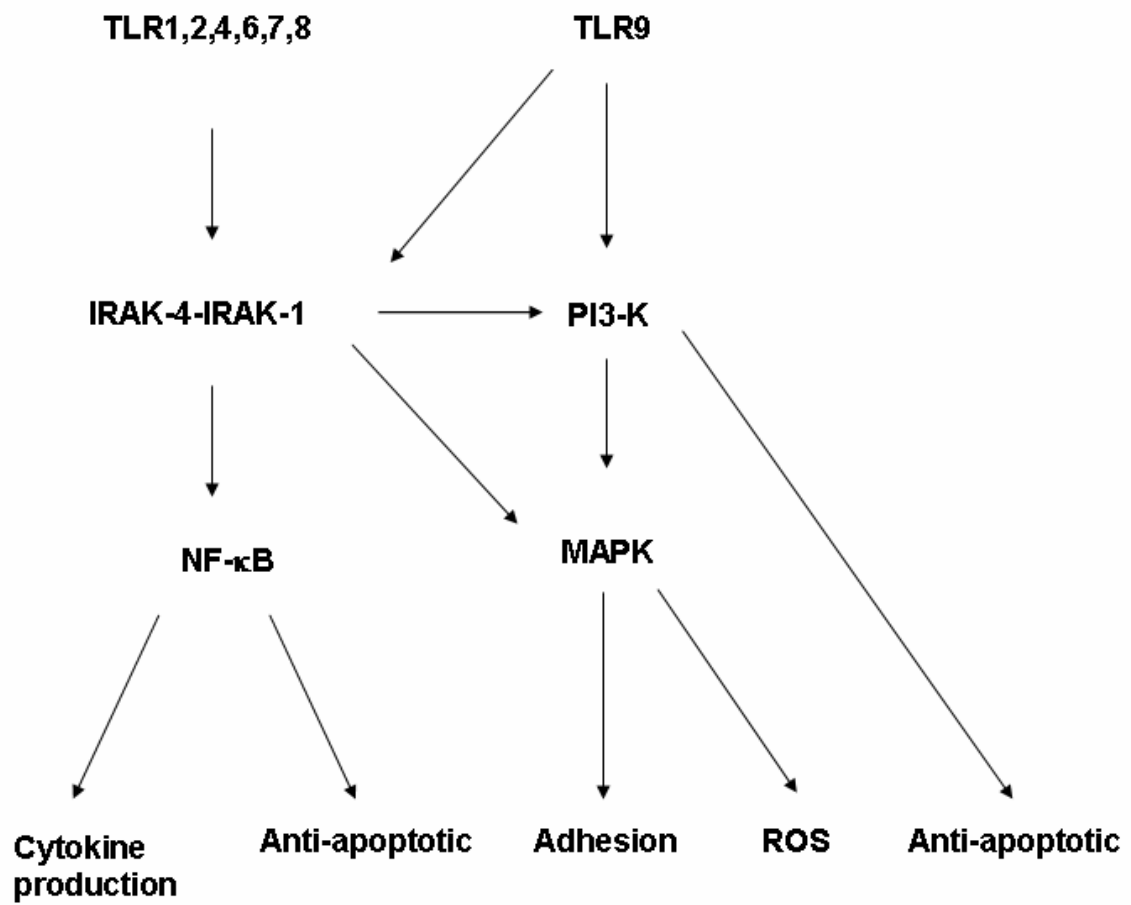 TLR1,2,4,6,7,8
TLR9
IRAK-4-IRAK-1
PI3-K
NF-κB
MAPK
Cytokine
production
Anti-apoptotic
Adhesion
ROS
Anti-apoptotic